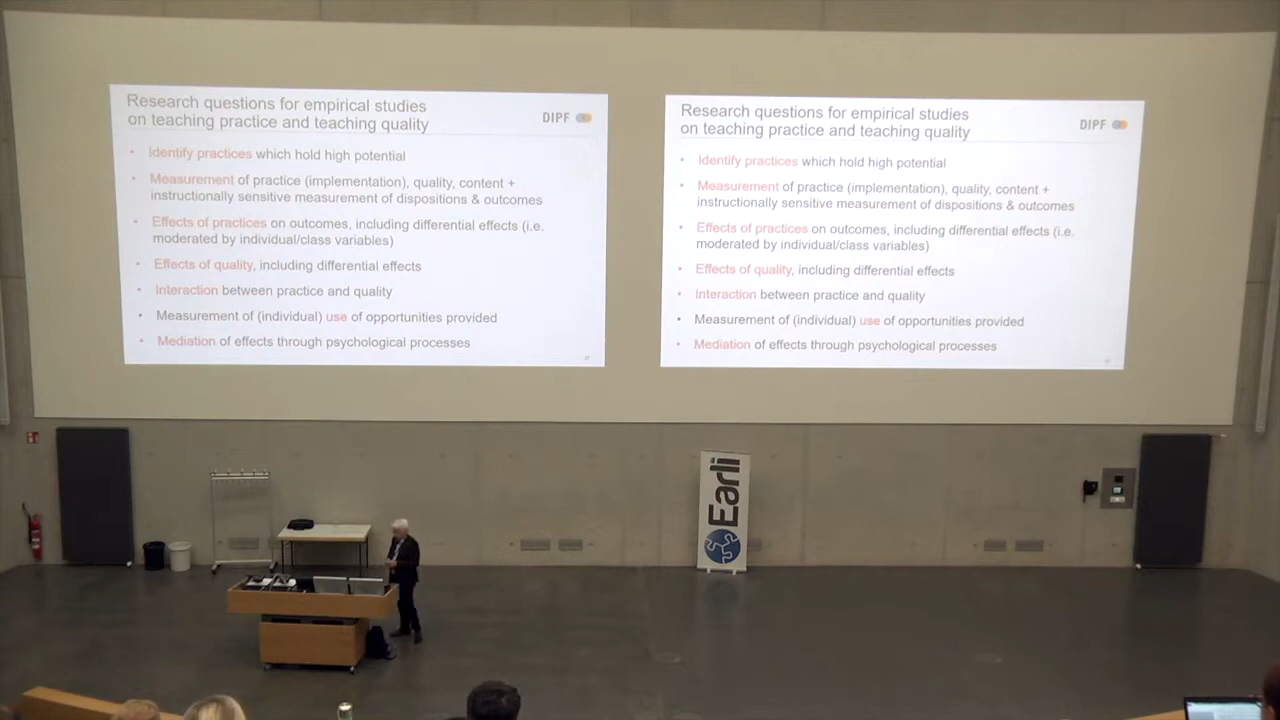 Research questions for empirical studies
on teaching practice and teaching quality
DIPF
• Identify practices which hold high potential
• Measurement of practice (implementation), quality, content +
instructionally sensitive measurement of dispositions & outcomes
• Effects of practices on outcomes, including differential effects (i.e.
moderated by individual/class variables)
• Effects of quality, including differential effects
• Interaction between practice and quality
• Measurement of (individual) use of opportunities provided
• Mediation of effects through psychological processes
Research questions for empirical studies
on teaching practice and teaching quality
DIPF
• Identify practices which hold high potential
• Measurement of practice (implementation), quality, content +
instructionally sensitive measurement of dispositions & outcomes
• Effects of practices on outcomes, including differential effects (i.e.
moderated by individual/class variables)
• Effects of quality, including differential effects
• Interaction between practice and quality
• Measurement of (individual) use of opportunities provided
• Mediation of effects through psychological processes
Earli